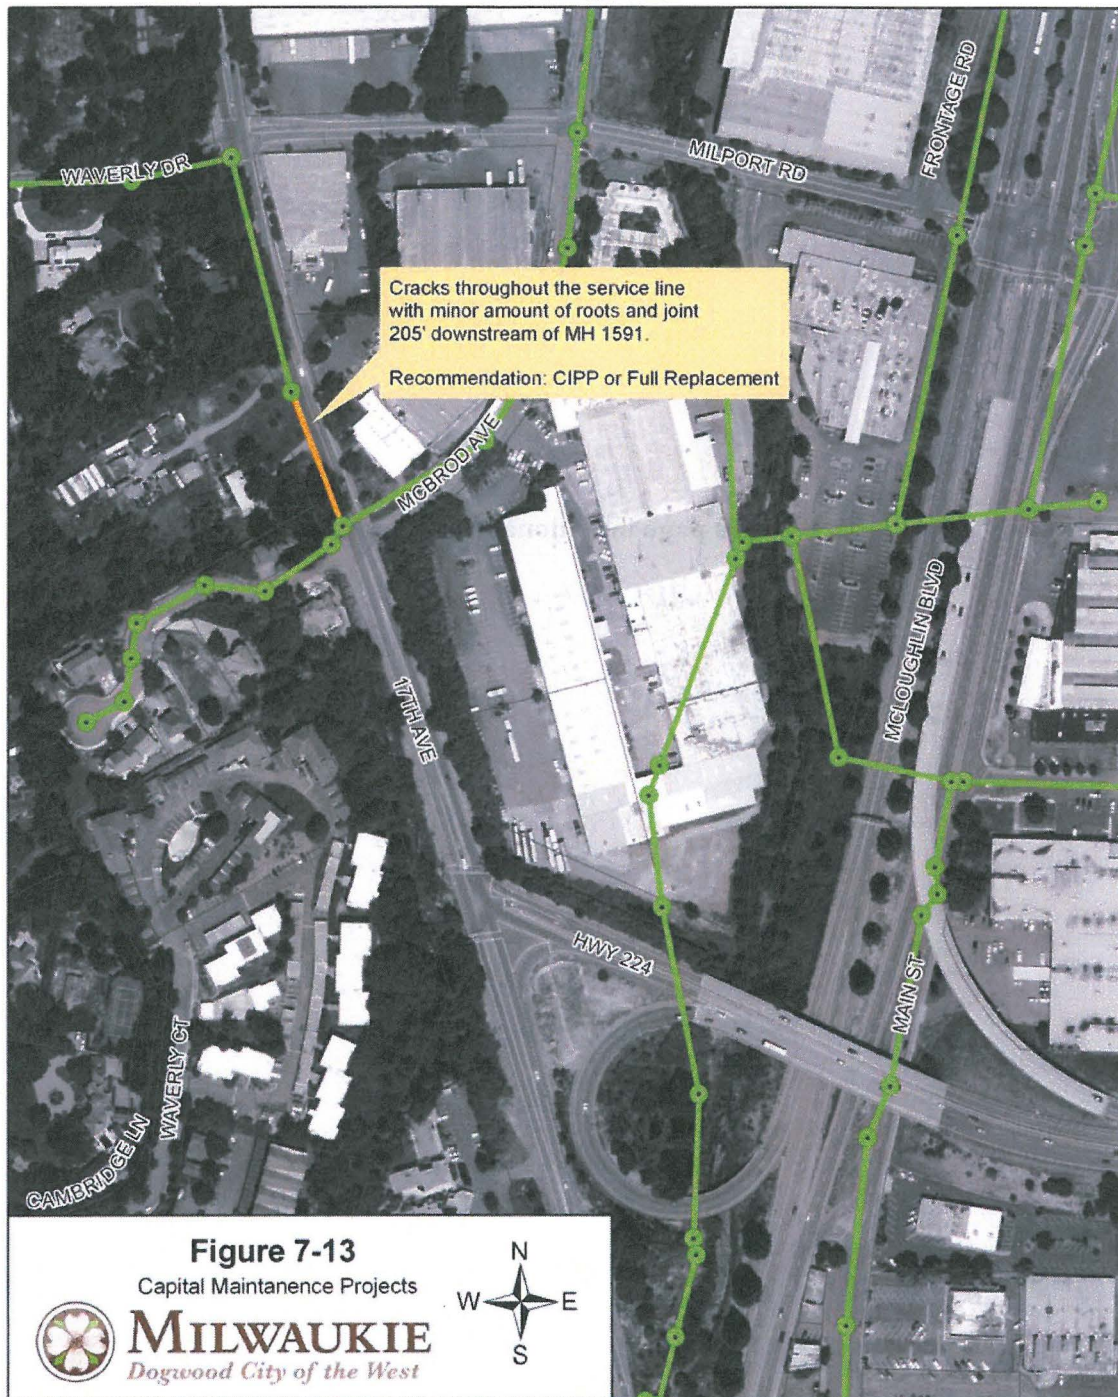 WAVERLY DR
MILPORT RD
FRONTAGE RD
Cracks throughout the service line
with minor amount of roots and joint
205' downstream of MH 1591.
Recommendation: CIPP or Full Replacement
MCBROD AVE
17TH AVE
MCLOUGHLIN BLVD
HWY 224
MAIN ST
WAVERLY CT
CAMBRIDGE LN
Figure 7-13
Capital Maintanence Projects
MILWAUKIE
Dogwood City of the West
N
W E
S